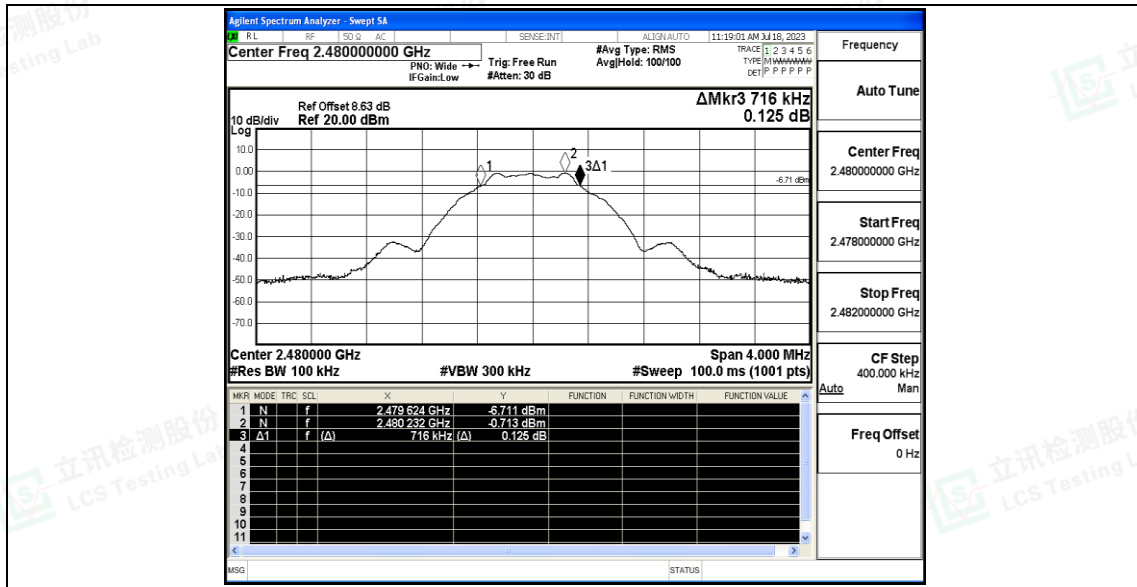 Agilent Spectrum Analyzer - Swept SA
RL RF 50 Ω AC SENSE:INT ALIGNAUTO 11:19:01 AM Jul 18, 2023
Center Freq 2.480000000 GHz
#Avg Type: RMS
TRACE 1 2 3 4 5 6
PNO: Wide
Trig: Free Run
Avg|Hold: 100/100
TYPE M WWWWW
IFGain:Low
#Atten: 30 dB
DET P P P P P P
Frequency
Auto Tune
ΔMkr3 716 kHz
0.125 dB
Ref Offset 8.63 dB
10 dB/div Ref 20.00 dBm
Log
10.0
0.00
-10.0
-20.0
-30.0
-40.0
-50.0
-60.0
-70.0
1
2
3Δ1
-6.71 dBm
Center Freq
2.480000000 GHz
Start Freq
2.478000000 GHz
Stop Freq
2.482000000 GHz
Center 2.480000 GHz Span 4.000 MHz
#Res BW 100 kHz #VBW 300 kHz #Sweep 100.0 ms (1001 pts)
CF Step
400.000 kHz
Auto Man
Freq Offset
0 Hz
MKR MODE TRC SCL X Y FUNCTION FUNCTION WIDTH FUNCTION VALUE
1 N f 2.479 624 GHz -6.711 dBm
2 N f 2.480 232 GHz -0.713 dBm
3 Δ1 f (Δ) 716 kHz (Δ) 0.125 dB
4
5
6
7
8
9
10
11
MSG STATUS
立讯检测股份
LCS Testing Lab